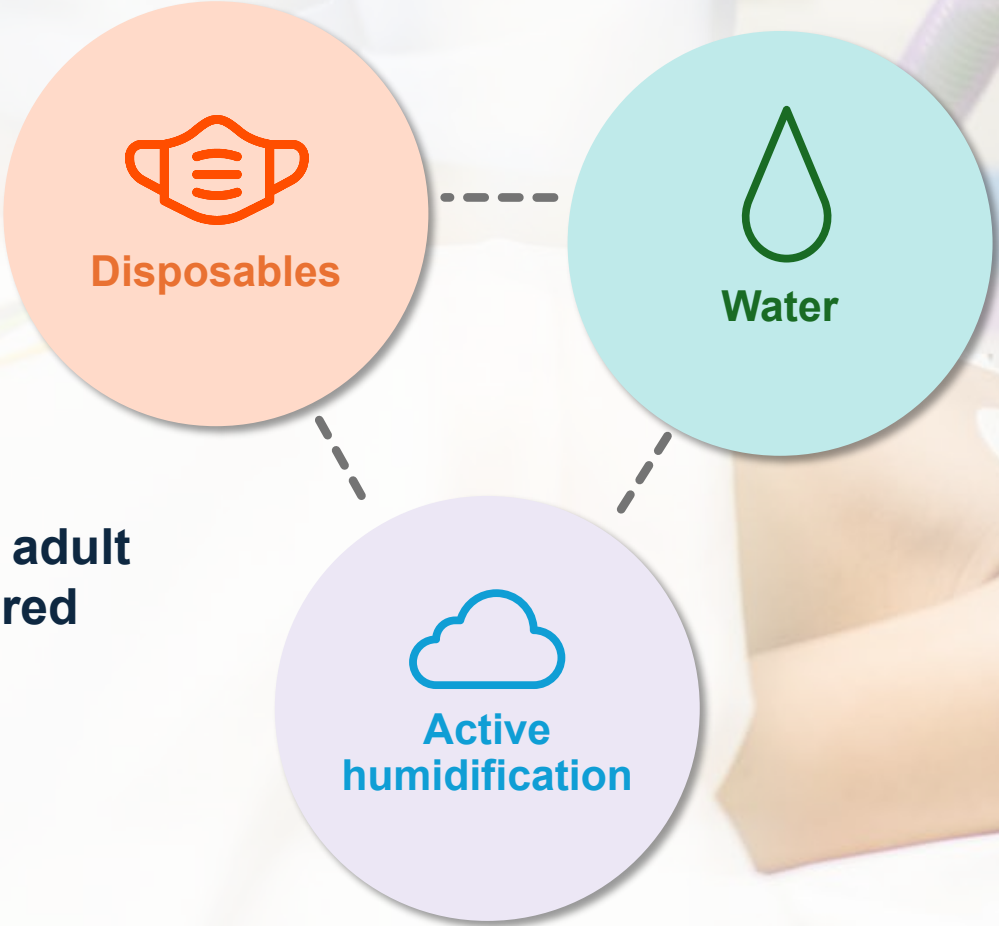 Disposables
Water
adult
red
Active
humidification